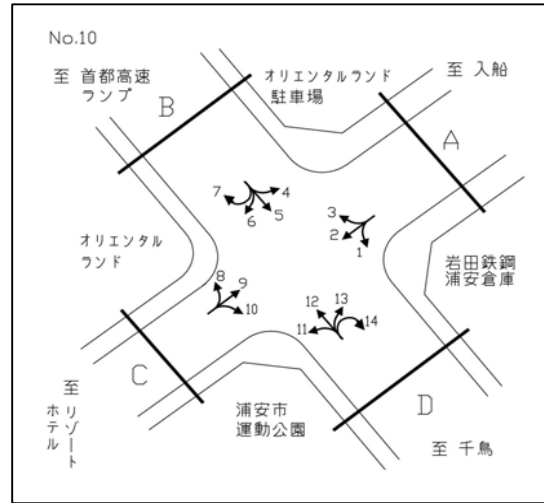 No.10
至 首都高速
ランプ
B
オリエンタルランド
駐車場
至 入船
A
7
4
6
5
3
2
1
オリエンタル
ランド
岩田鉄鋼
浦安倉庫
8
9
10
12
13
11
14
C
D
至 リゾート
ホテル
浦安市
運動公園
至 千鳥